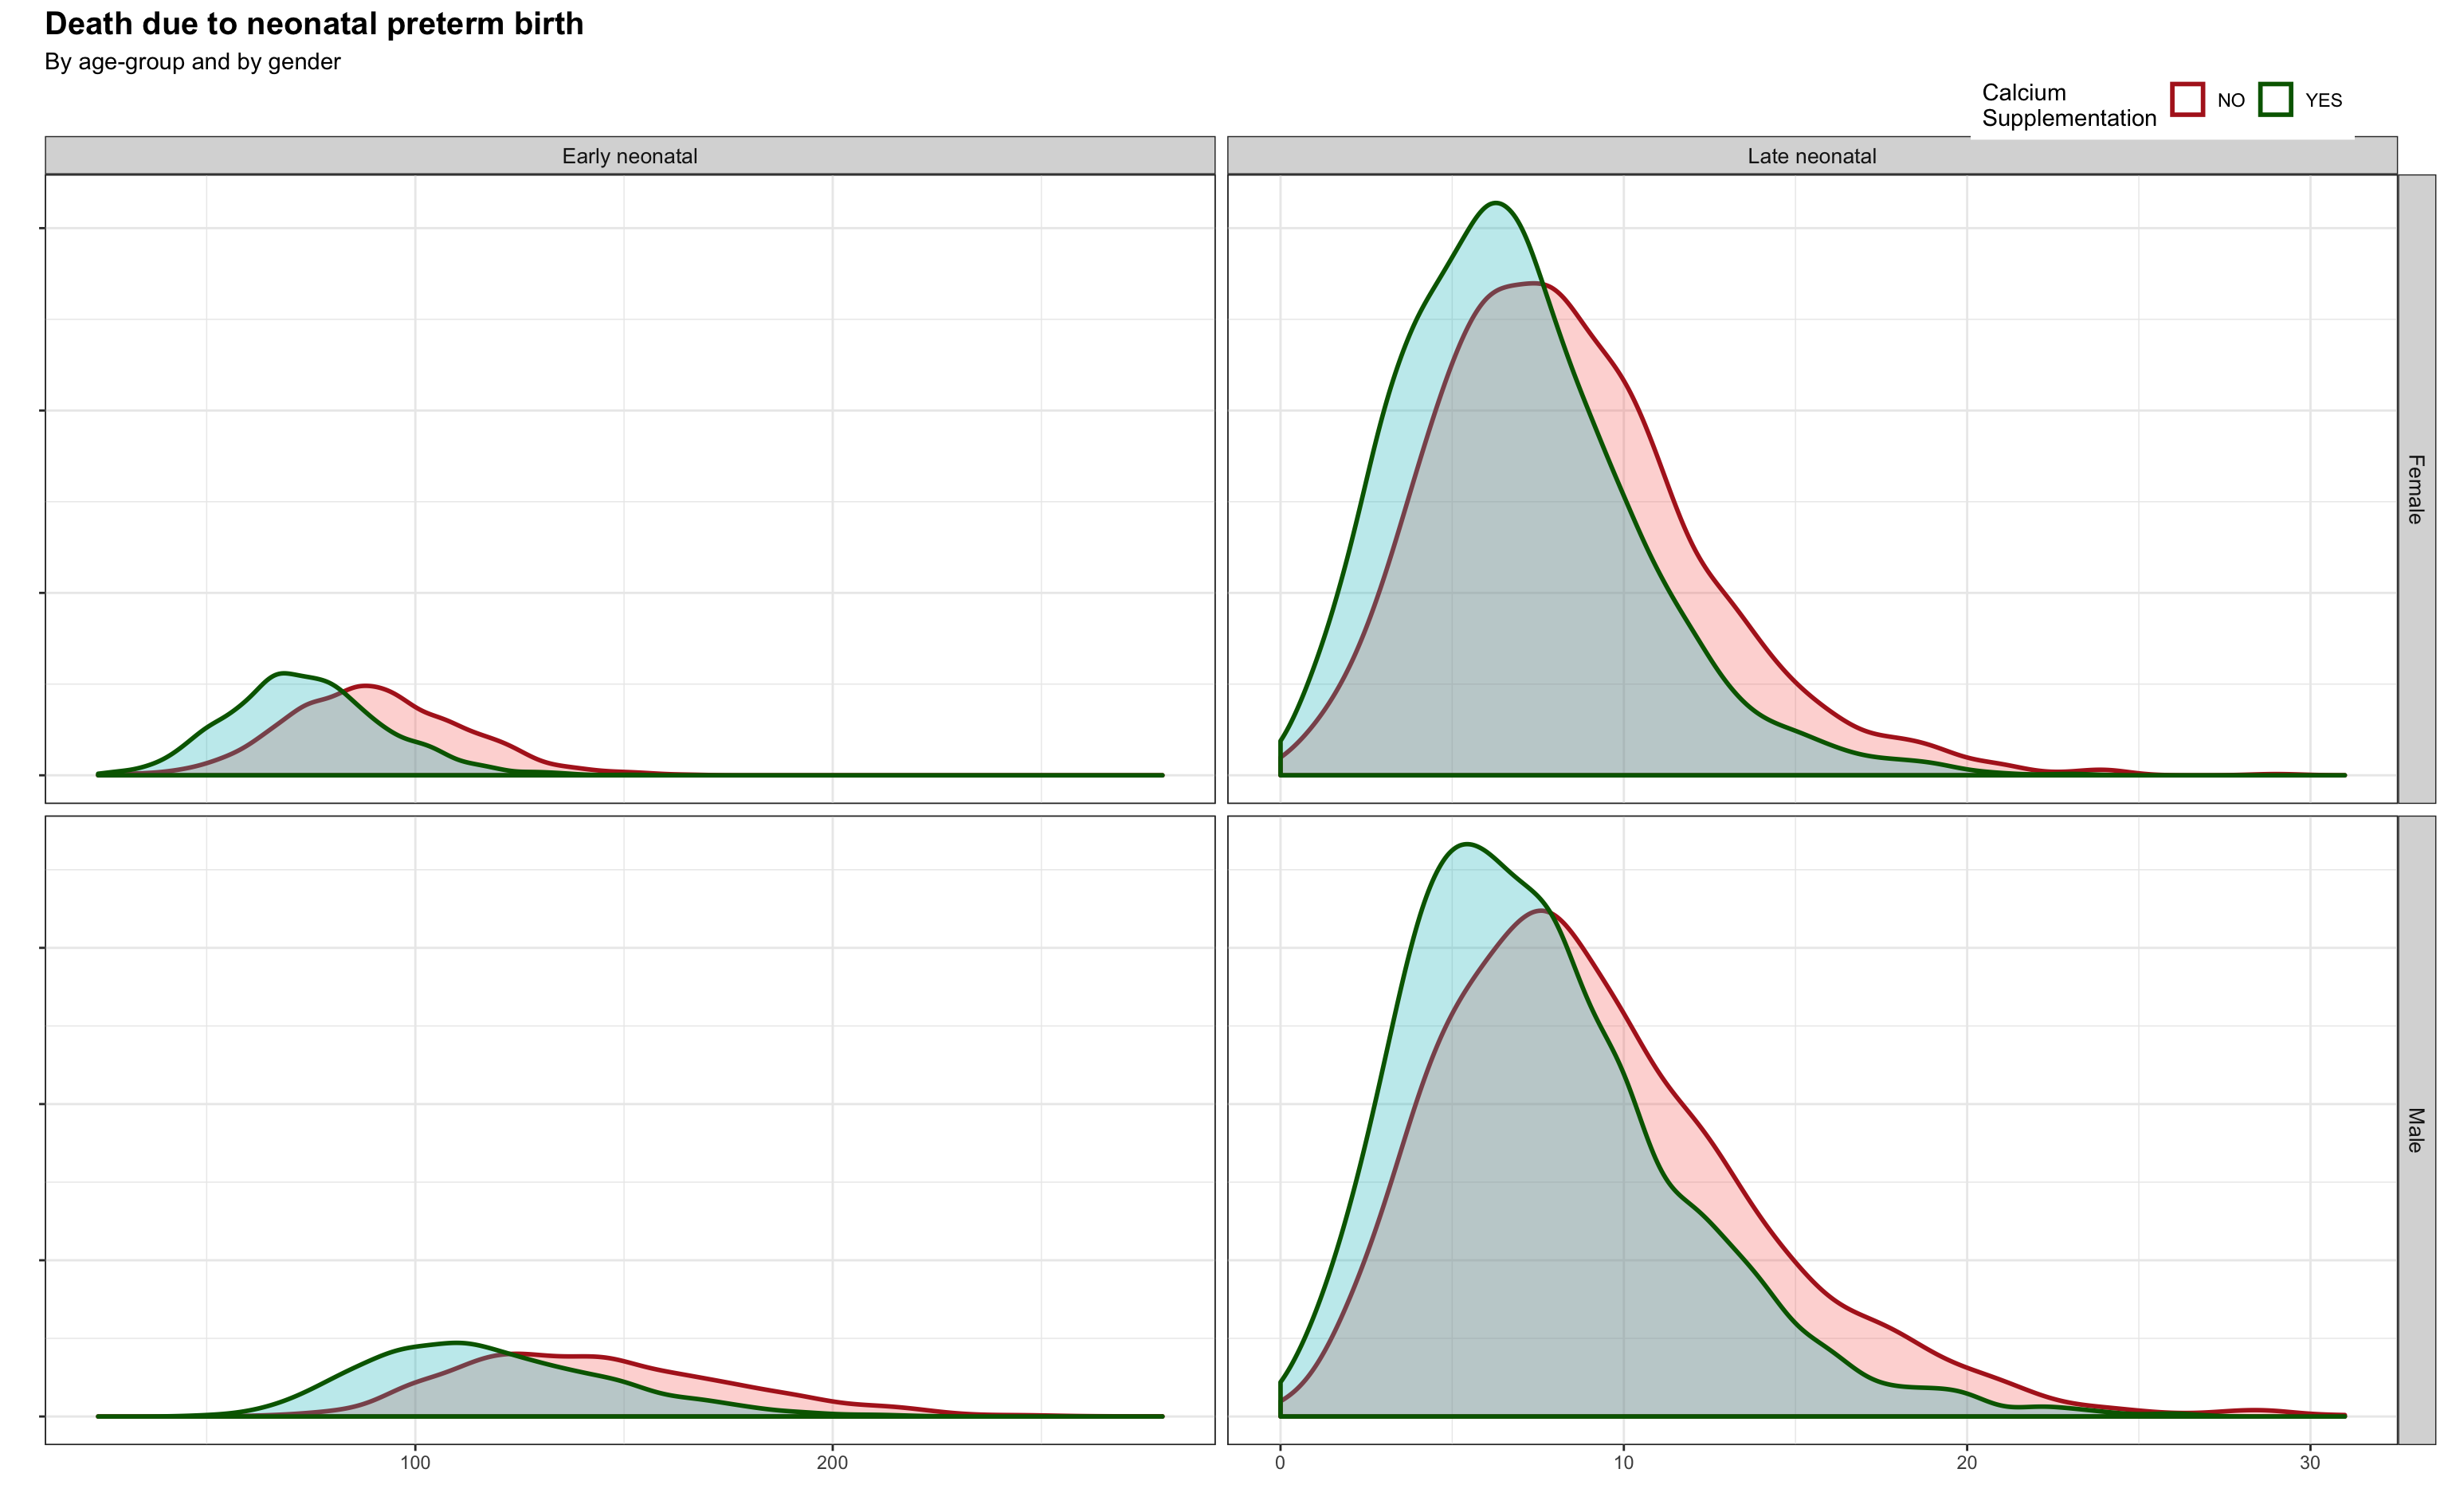 Death due to neonatal preterm birth
By age-group and by gender
Calcium
Supplementation
NO
YES
Early neonatal
Late neonatal
Female
Male
100
200
0
10
20
30